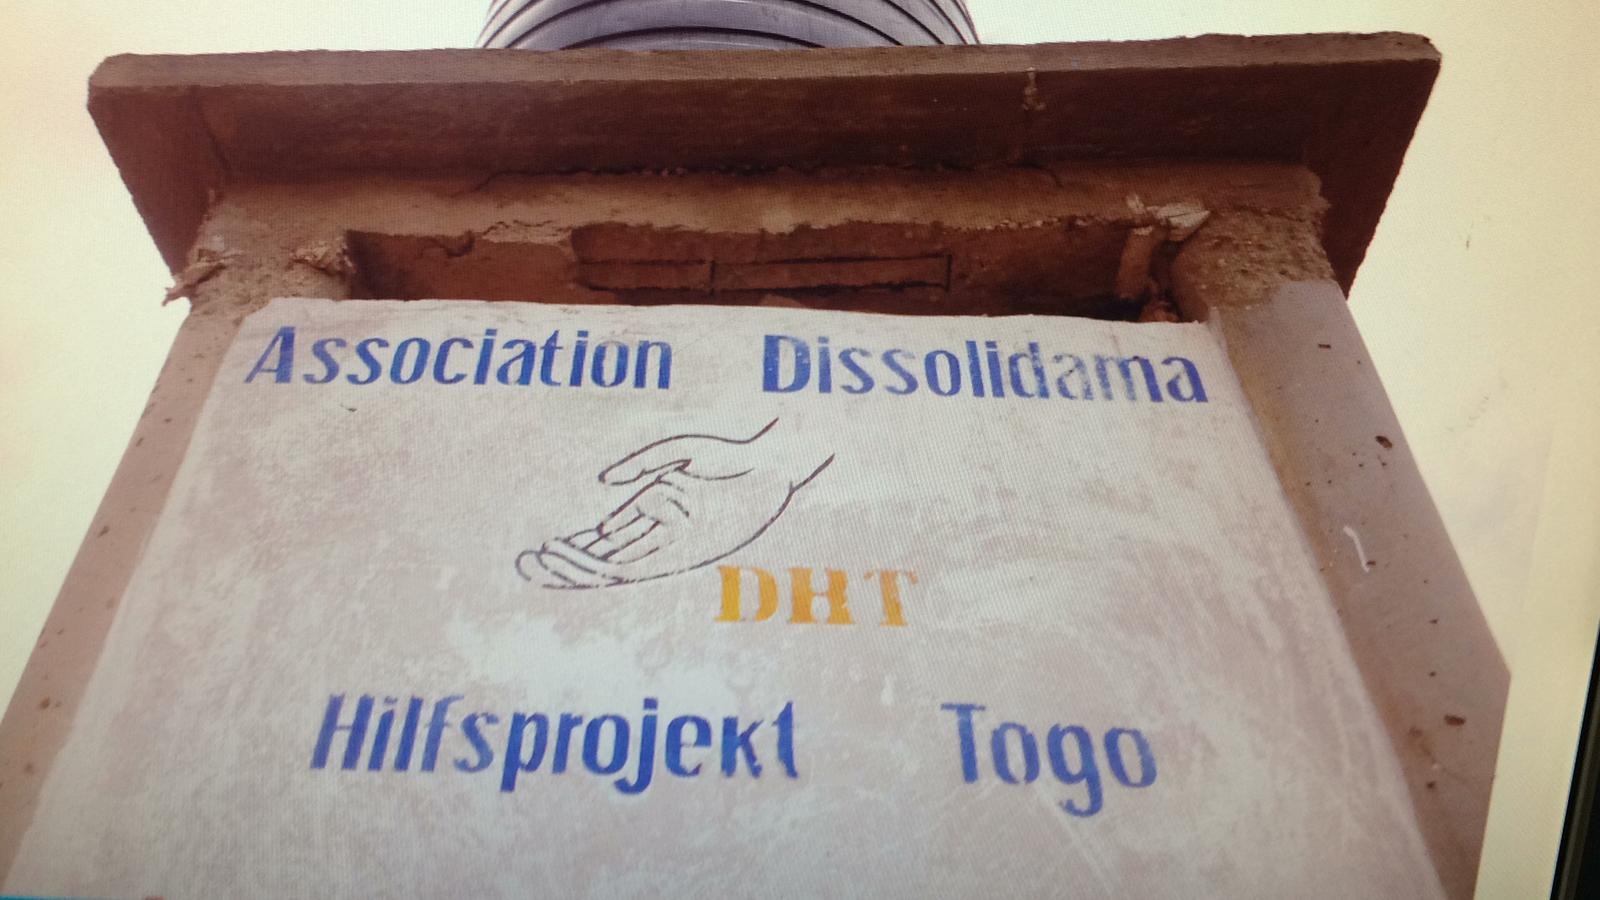 Association Dissolidama
DHT
Hilfsprojekt Togo